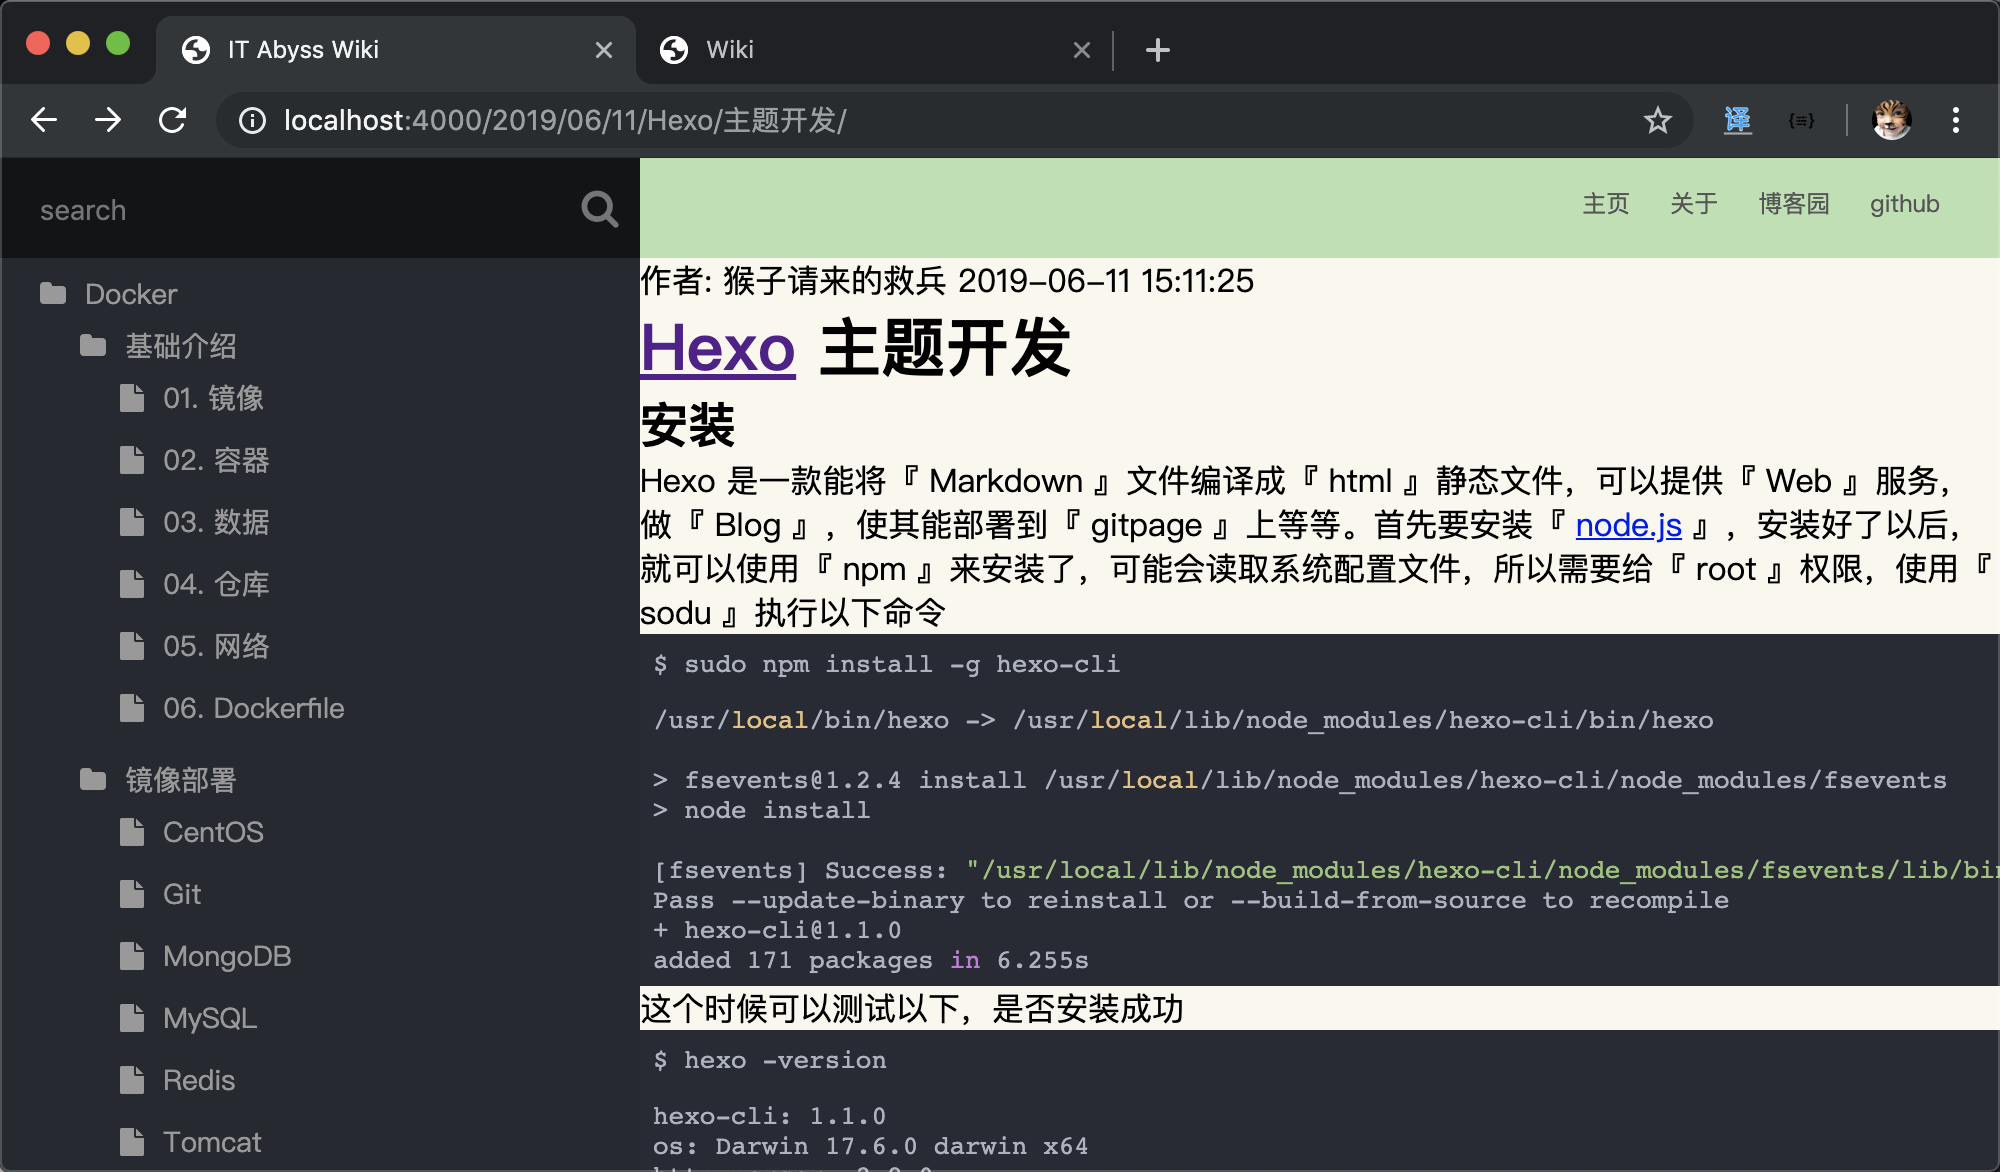 IT Abyss Wiki
Wiki
localhost:4000/2019/06/11/Hexo/主题开发/
译
search
主页 关于 博客园 github
Docker
基础介绍
01. 镜像
02. 容器
03. 数据
04. 仓库
05. 网络
06. Dockerfile
镜像部署
CentOS
Git
MongoDB
MySQL
Redis
Tomcat
作者: 猴子请来的救兵 2019-06-11 15:11:25
Hexo 主题开发
安装
Hexo 是一款能将『 Markdown 』文件编译成『 html 』静态文件，可以提供『 Web 』服务，
做『 Blog 』，使其能部署到『 gitpage 』上等等。首先要安装『 node.js 』，安装好了以后，
就可以使用『 npm 』来安装了，可能会读取系统配置文件，所以需要给『 root 』权限，使用『
sodu 』执行以下命令
$ sudo npm install -g hexo-cli
/usr/local/bin/hexo -> /usr/local/lib/node_modules/hexo-cli/bin/hexo
> fsevents@1.2.4 install /usr/local/lib/node_modules/hexo-cli/node_modules/fsevents
> node install
[fsevents] Success: "/usr/local/lib/node_modules/hexo-cli/node_modules/fsevents/lib/bin
Pass --update-binary to reinstall or --build-from-source to recompile
+ hexo-cli@1.1.0
added 171 packages in 6.255s
这个时候可以测试以下，是否安装成功
$ hexo -version
hexo-cli: 1.1.0
os: Darwin 17.6.0 darwin x64